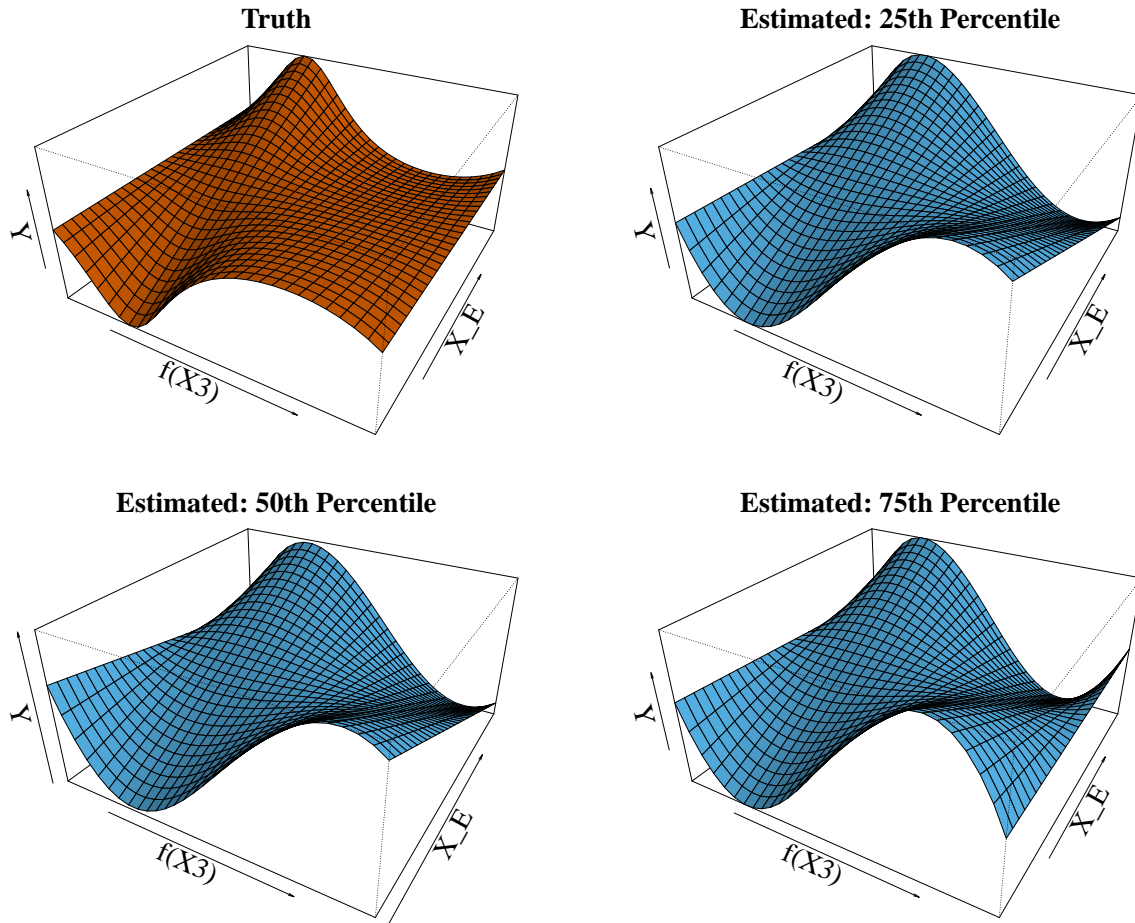 Truth
Y
f(X3)
X_E
Estimated: 25th Percentile
Y
f(X3)
X_E
Estimated: 50th Percentile
Y
f(X3)
X_E
Estimated: 75th Percentile
Y
f(X3)
X_E